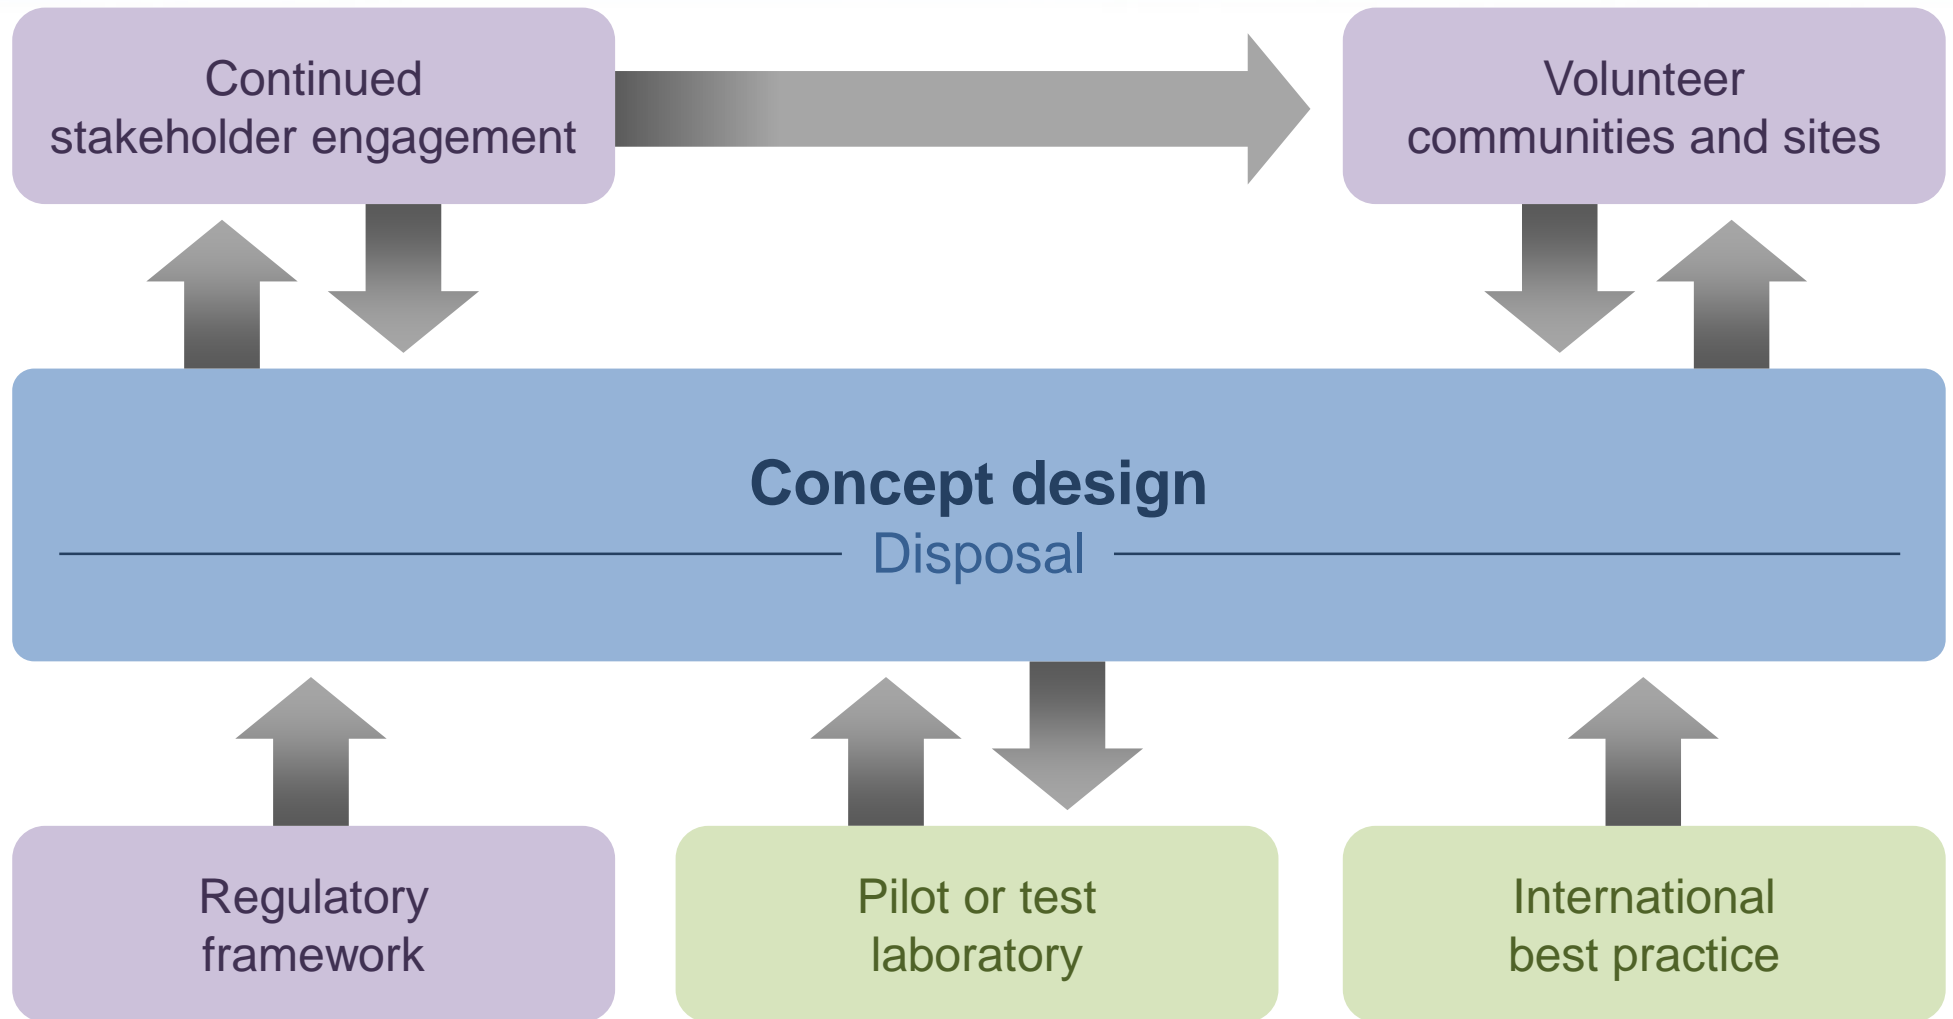 Continued
stakeholder engagement
Volunteer
communities and sites
Concept design
Disposal
Regulatory
framework
Pilot or test
laboratory
International
best practice